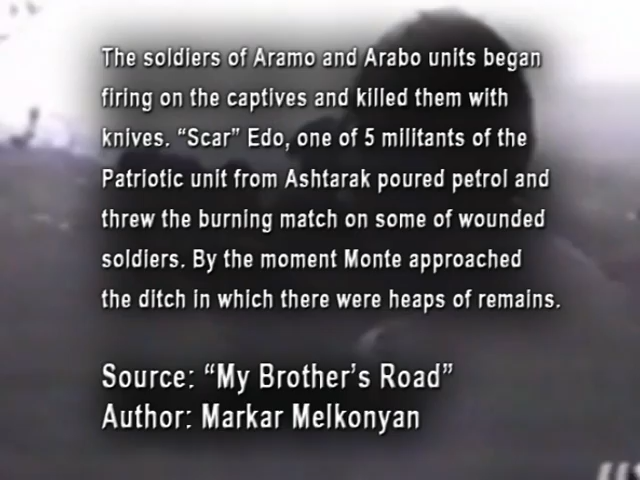 The soldiers of Aramo and Arabo units began
firing on the captives and killed them with
knives. “Scar” Edo, one of 5 militants of the
Patriotic unit from Ashtarak poured petrol and
threw the burning match on some of wounded
soldiers. By the moment Monte approached
the ditch in which there were heaps of remains.
Source: “My Brother’s Road”
Author: Markar Melkonyan